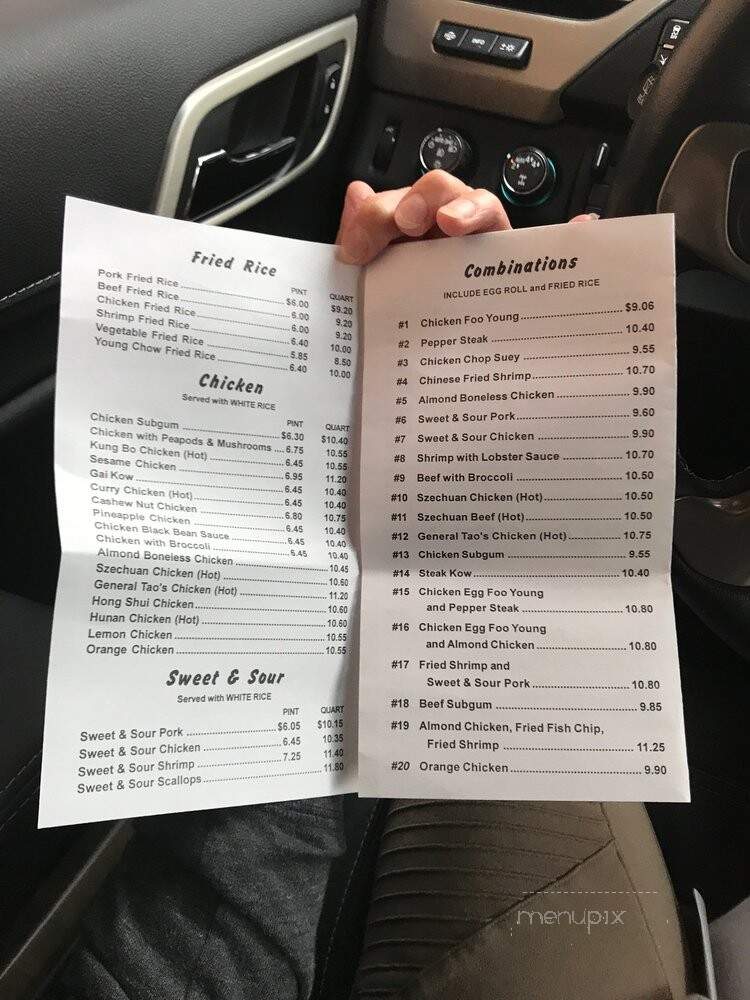 Fried Rice
PINT QUART
Pork Fried Rice $6.00 $9.20
Beef Fried Rice 6.00 9.20
Chicken Fried Rice 6.00 9.20
Shrimp Fried Rice 6.40 10.00
Vegetable Fried Rice 5.85 8.50
Young Chow Fried Rice 6.40 10.00
Chicken
Served with WHITE RICE
PINT QUART
Chicken Subgum $6.30 $10.40
Chicken with Peapods & Mushrooms 6.75 10.55
Kung Bo Chicken (Hot) 6.45 10.55
Sesame Chicken 6.95 11.20
Gai Kow 6.45 10.40
Curry Chicken (Hot) 6.45 10.40
Cashew Nut Chicken 6.80 10.75
Pineapple Chicken 6.45 10.40
Chicken Black Bean Sauce 6.45 10.40
Chicken with Broccoli 6.45 10.40
Almond Boneless Chicken 10.45
Szechuan Chicken (Hot) 10.60
General Tao's Chicken (Hot) 11.20
Hong Shui Chicken 10.60
Hunan Chicken (Hot) 10.60
Lemon Chicken 10.55
Orange Chicken 10.55
Sweet & Sour
Served with WHITE RICE
PINT QUART
Sweet & Sour Pork $6.05 $10.15
Sweet & Sour Chicken 6.45 10.35
Sweet & Sour Shrimp 7.25 11.40
Sweet & Sour Scallops 11.80
Combinations
INCLUDE EGG ROLL and FRIED RICE
#1 Chicken Foo Young $9.06
#2 Pepper Steak 10.40
#3 Chicken Chop Suey 9.55
#4 Chinese Fried Shrimp 10.70
#5 Almond Boneless Chicken 9.90
#6 Sweet & Sour Pork 9.60
#7 Sweet & Sour Chicken 9.90
#8 Shrimp with Lobster Sauce 10.70
#9 Beef with Broccoli 10.50
#10 Szechuan Chicken (Hot) 10.50
#11 Szechuan Beef (Hot) 10.50
#12 General Tao's Chicken (Hot) 10.75
#13 Chicken Subgum 9.55
#14 Steak Kow 10.40
#15 Chicken Egg Foo Young
and Pepper Steak 10.80
#16 Chicken Egg Foo Young
and Almond Chicken 10.80
#17 Fried Shrimp and
Sweet & Sour Pork 10.80
#18 Beef Subgum 9.85
#19 Almond Chicken, Fried Fish Chip,
Fried Shrimp 11.25
#20 Orange Chicken 9.90
INFO
menupix